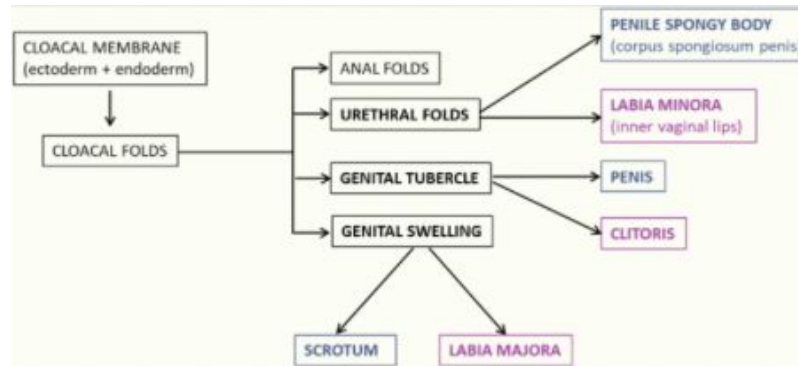 CLOACAL MEMBRANE
(ectoderm + endoderm)
CLOACAL FOLDS
ANAL FOLDS
URETHRAL FOLDS
GENITAL TUBERCLE
GENITAL SWELLING
PENILE SPONGY BODY
(corpus spongiosum penis)
LABIA MINORA
(inner vaginal lips)
PENIS
CLITORIS
SCROTUM
LABIA MAJORA